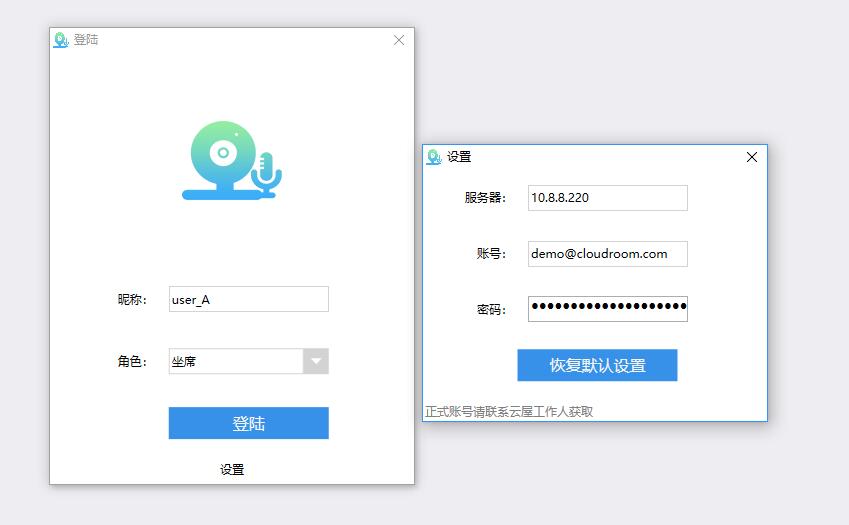 登陆
昵称：
user_A
角色：
坐席
登陆
设置
设置
服务器：
10.8.8.220
账号：
demo@cloudroom.com
密码：
恢复默认设置
正式账号请联系云屋工作人获取